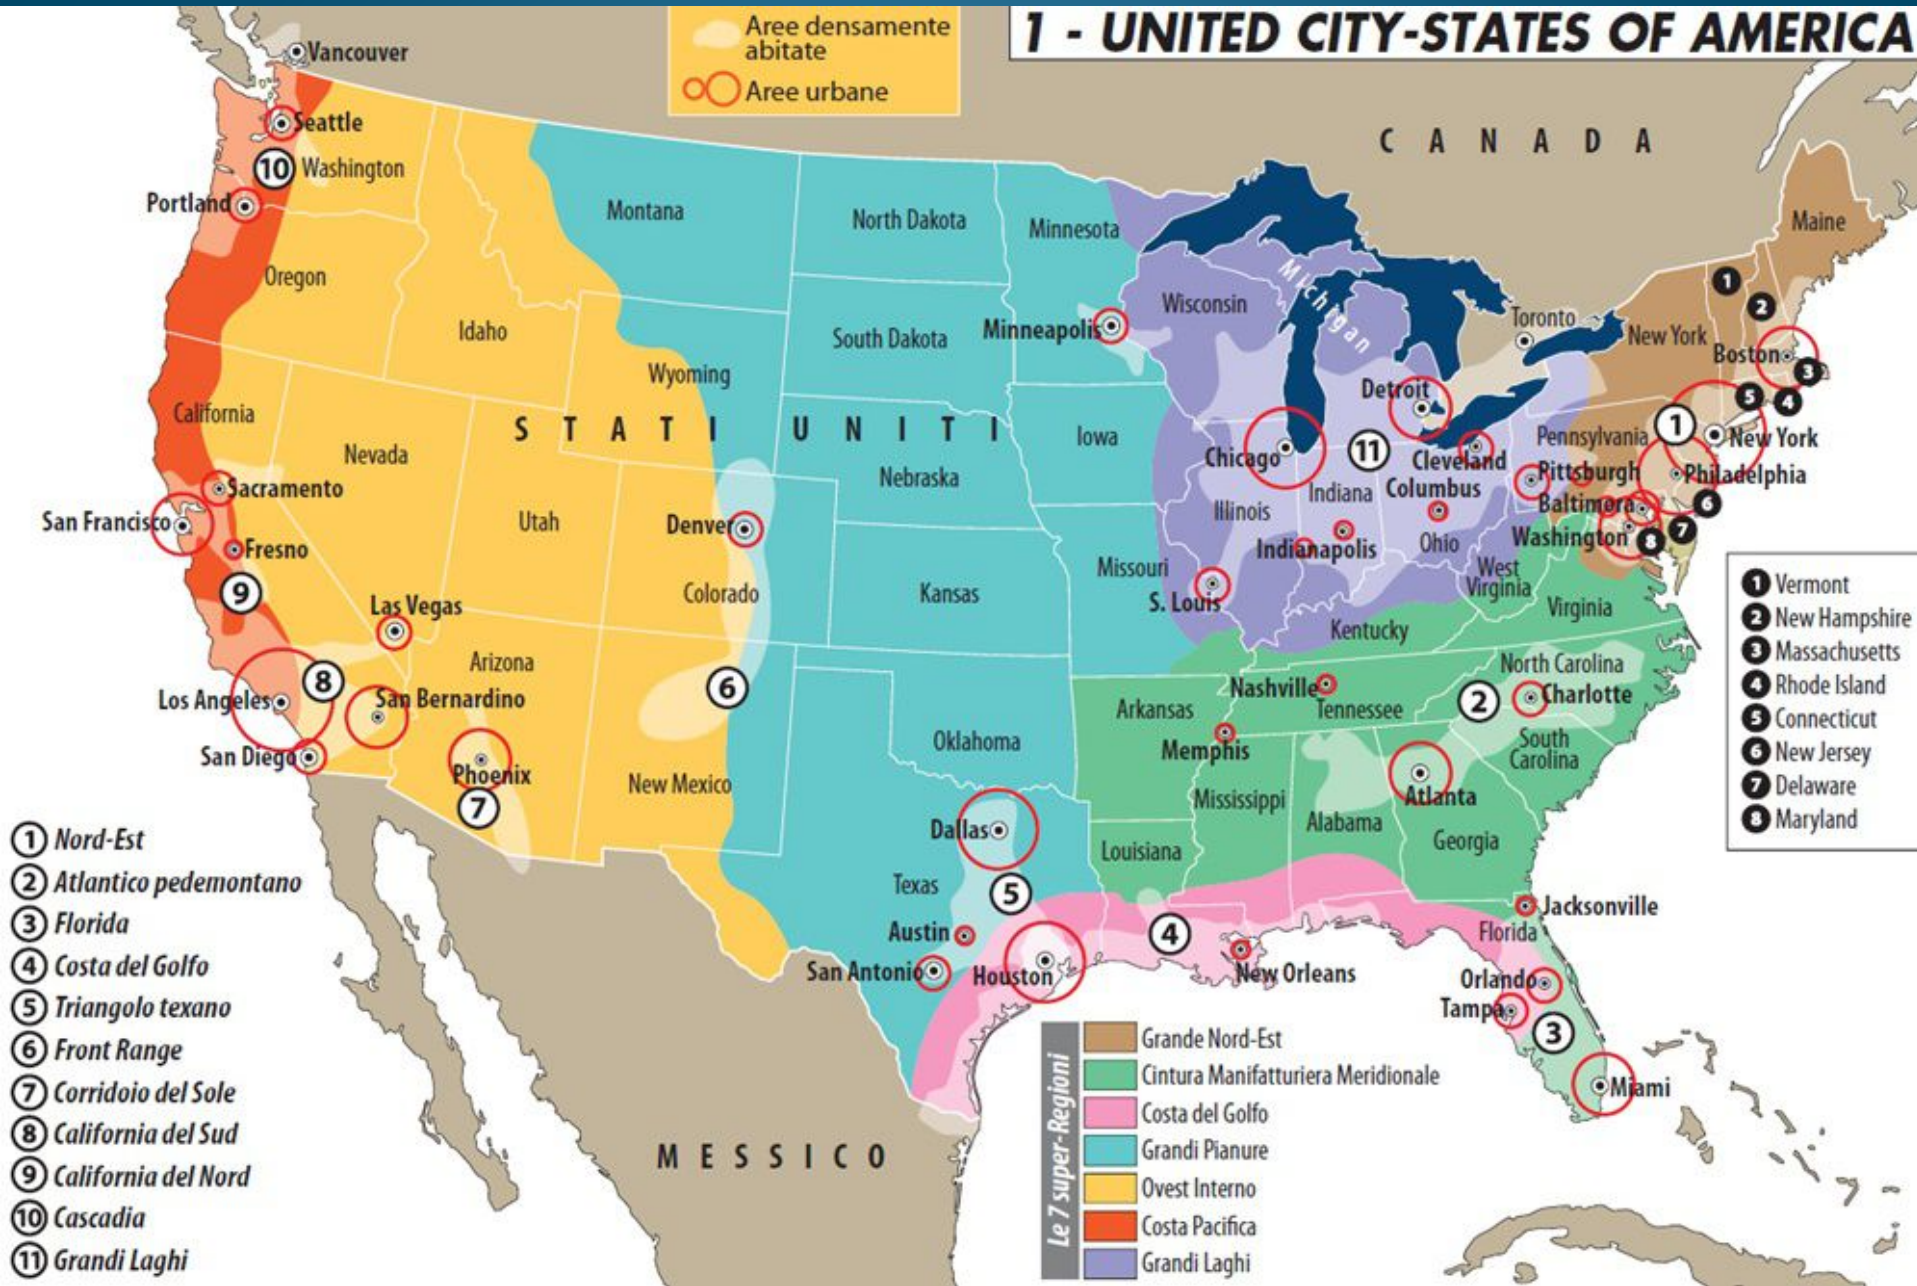 1 - UNITED CITY-STATES OF AMERICA
Aree densamente
abitate
Aree urbane
CANADA
STATI UNITI
MESSICO
Vancouver
Seattle
10
Washington
Portland
Oregon
Idaho
Montana
North Dakota
Minnesota
South Dakota
Minneapolis
Wyoming
Wisconsin
Michigan
Toronto
New York
Maine
1
2
Boston
3
4
5
Detroit
California
Nevada
Utah
Sacramento
San Francisco
Fresno
9
Las Vegas
Denver
Colorado
Nebraska
Iowa
Kansas
Missouri
Chicago
11
Cleveland
Columbus
Indiana
Illinois
Indianapolis
Ohio
S. Louis
Pennsylvania
Pittsburgh
1
New York
Philadelphia
Baltimora
Washington
6
7
8
West
Virginia
Virginia
Kentucky
Arizona
Los Angeles
8
San Bernardino
San Diego
Phoenix
7
6
New Mexico
Oklahoma
Arkansas
Nashville
Tennessee
Memphis
2
North Carolina
Charlotte
South
Carolina
Atlanta
Mississippi
Alabama
Georgia
Louisiana
Dallas
Texas
5
Austin
San Antonio
Houston
4
New Orleans
Jacksonville
Florida
Orlando
Tampa
3
Miami
1 Vermont
2 New Hampshire
3 Massachusetts
4 Rhode Island
5 Connecticut
6 New Jersey
7 Delaware
8 Maryland
1 Nord-Est
2 Atlantico pedemontano
3 Florida
4 Costa del Golfo
5 Triangolo texano
6 Front Range
7 Corridoio del Sole
8 California del Sud
9 California del Nord
10 Cascadia
11 Grandi Laghi
Le 7 super-Regioni
Grande Nord-Est
Cintura Manifatturiera Meridionale
Costa del Golfo
Grandi Pianure
Ovest Interno
Costa Pacifica
Grandi Laghi